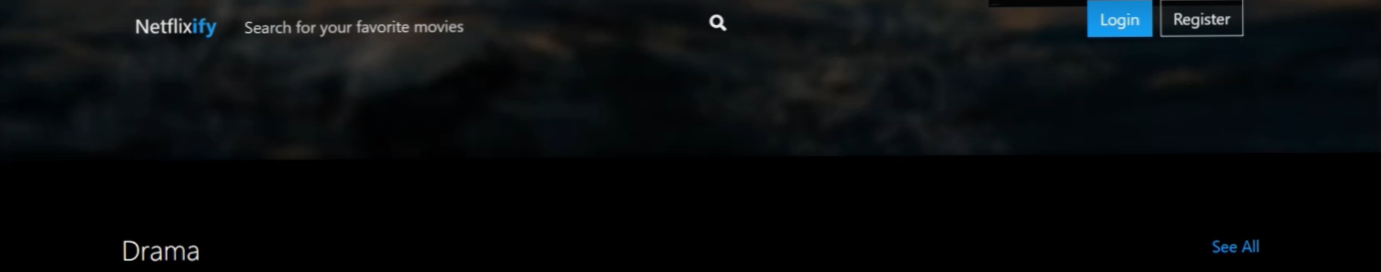 Netflixify Search for your favorite movies Login Register
Drama See All